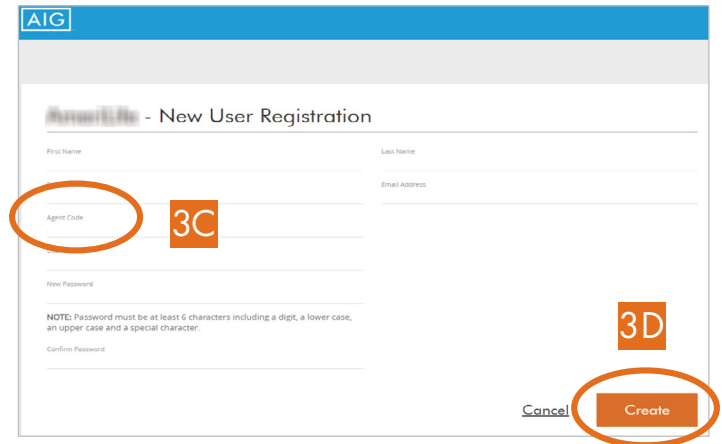 AIG
- New User Registration
First Name
Last Name
Email Address
Agent Code
3C
New Password
NOTE: Password must be at least 6 characters including a digit, a lower case,
an upper case and a special character.
3D
Confirm Password
Cancel
Create